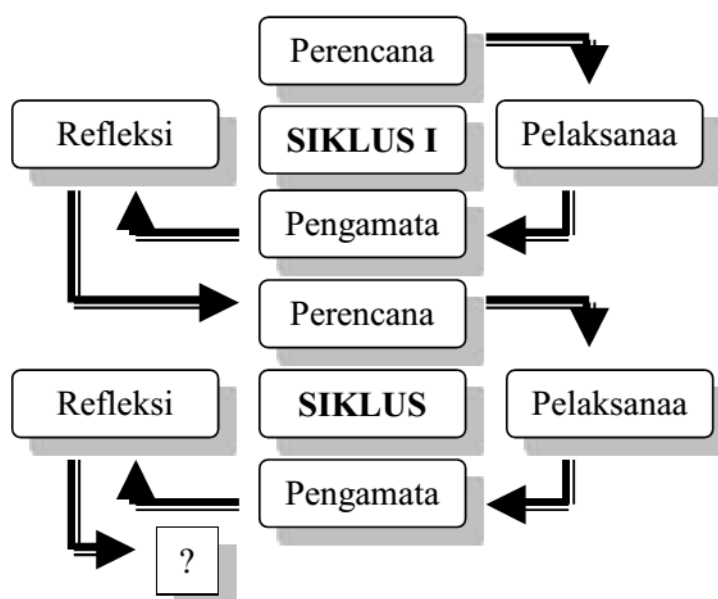 Perencana
Refleksi
SIKLUS I
Pelaksanaa
Pengamata
Perencana
Refleksi
SIKLUS
Pelaksanaa
Pengamata
?